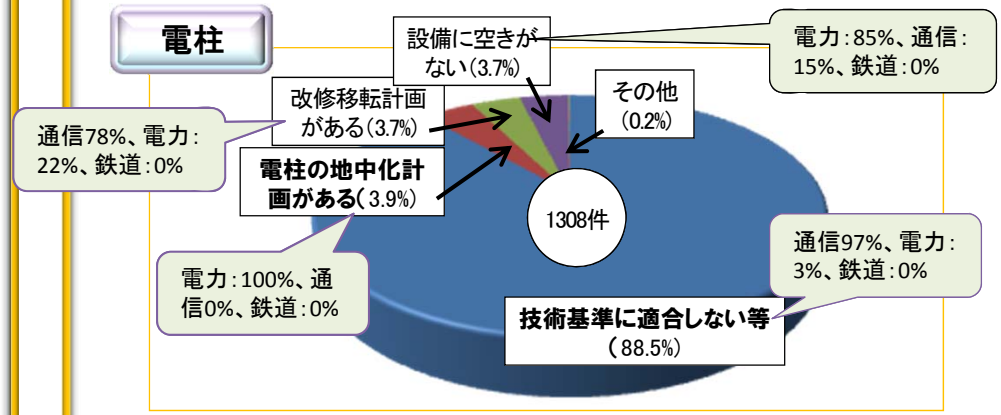 電柱
設備に空きが
ない(3.7%)
電力：85%、通信：
15%、鉄道：0%
改修移転計画
がある(3.7%)
その他
(0.2%)
通信78%、電力：
22%、鉄道：0%
電柱の地中化計
画がある(3.9%)
1308件
電力：100%、通
信0%、鉄道：0%
通信97%、電力：
3%、鉄道：0%
技術基準に適合しない等
(88.5%)